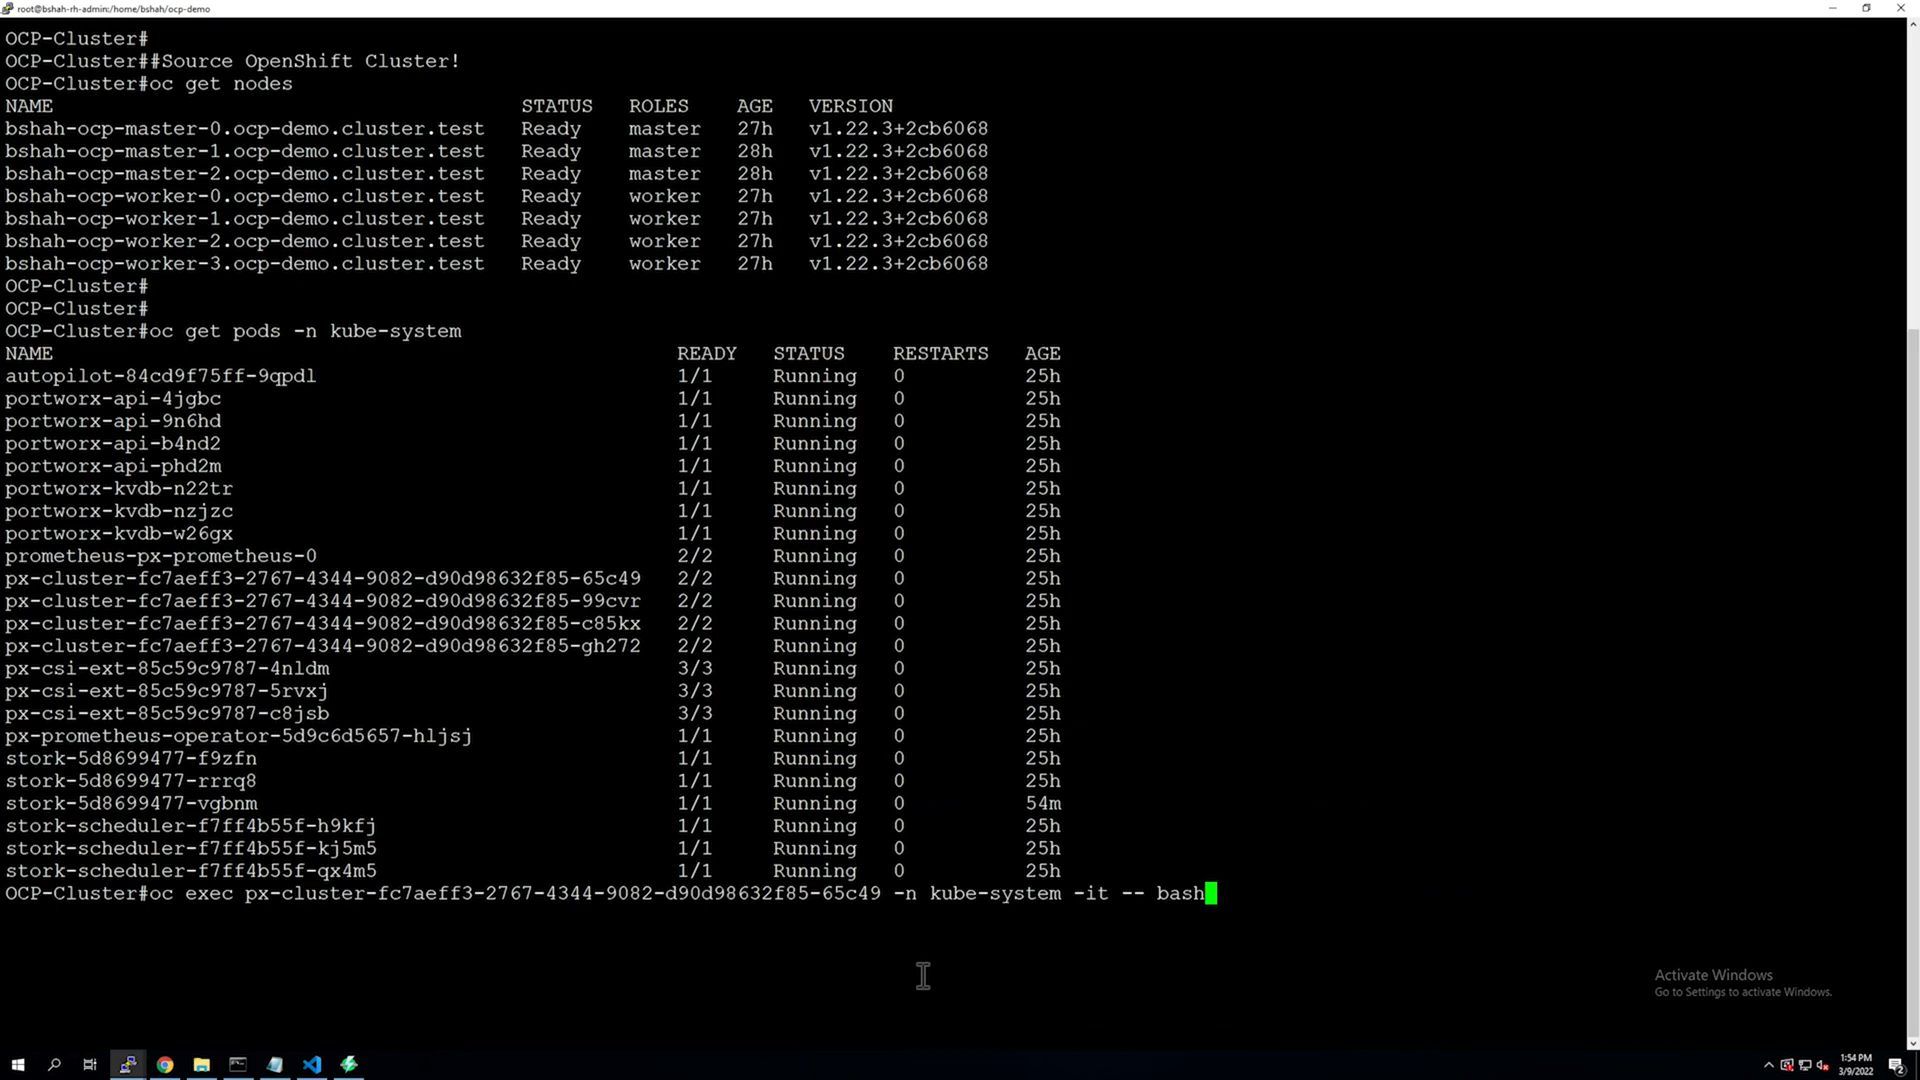 root@bshah-rh-admin:/home/bshah/ocp-demo
OCP-Cluster#
OCP-Cluster##Source OpenShift Cluster!
OCP-Cluster#oc get nodes
NAME STATUS ROLES AGE VERSION
bshah-ocp-master-0.ocp-demo.cluster.test Ready master 27h v1.22.3+2cb6068
bshah-ocp-master-1.ocp-demo.cluster.test Ready master 28h v1.22.3+2cb6068
bshah-ocp-master-2.ocp-demo.cluster.test Ready master 28h v1.22.3+2cb6068
bshah-ocp-worker-0.ocp-demo.cluster.test Ready worker 27h v1.22.3+2cb6068
bshah-ocp-worker-1.ocp-demo.cluster.test Ready worker 27h v1.22.3+2cb6068
bshah-ocp-worker-2.ocp-demo.cluster.test Ready worker 27h v1.22.3+2cb6068
bshah-ocp-worker-3.ocp-demo.cluster.test Ready worker 27h v1.22.3+2cb6068
OCP-Cluster#
OCP-Cluster#
OCP-Cluster#oc get pods -n kube-system
NAME READY STATUS RESTARTS AGE
autopilot-84cd9f75ff-9qpdl 1/1 Running 0 25h
portworx-api-4jgbc 1/1 Running 0 25h
portworx-api-9n6hd 1/1 Running 0 25h
portworx-api-b4nd2 1/1 Running 0 25h
portworx-api-phd2m 1/1 Running 0 25h
portworx-kvdb-n22tr 1/1 Running 0 25h
portworx-kvdb-nzjzc 1/1 Running 0 25h
portworx-kvdb-w26gx 1/1 Running 0 25h
prometheus-px-prometheus-0 2/2 Running 0 25h
px-cluster-fc7aeff3-2767-4344-9082-d90d98632f85-65c49 2/2 Running 0 25h
px-cluster-fc7aeff3-2767-4344-9082-d90d98632f85-99cvr 2/2 Running 0 25h
px-cluster-fc7aeff3-2767-4344-9082-d90d98632f85-c85kx 2/2 Running 0 25h
px-cluster-fc7aeff3-2767-4344-9082-d90d98632f85-gh272 2/2 Running 0 25h
px-csi-ext-85c59c9787-4nldm 3/3 Running 0 25h
px-csi-ext-85c59c9787-5rvxj 3/3 Running 0 25h
px-csi-ext-85c59c9787-c8jsb 3/3 Running 0 25h
px-prometheus-operator-5d9c6d5657-hljsj 1/1 Running 0 25h
stork-5d8699477-f9zfn 1/1 Running 0 25h
stork-5d8699477-rrrq8 1/1 Running 0 25h
stork-5d8699477-vgbnm 1/1 Running 0 54m
stork-scheduler-f7ff4b55f-h9kfj 1/1 Running 0 25h
stork-scheduler-f7ff4b55f-kj5m5 1/1 Running 0 25h
stork-scheduler-f7ff4b55f-qx4m5 1/1 Running 0 25h
OCP-Cluster#oc exec px-cluster-fc7aeff3-2767-4344-9082-d90d98632f85-65c49 -n kube-system -it -- bash
Activate Windows
Go to Settings to activate Windows.
1:54 PM
3/9/2022
2